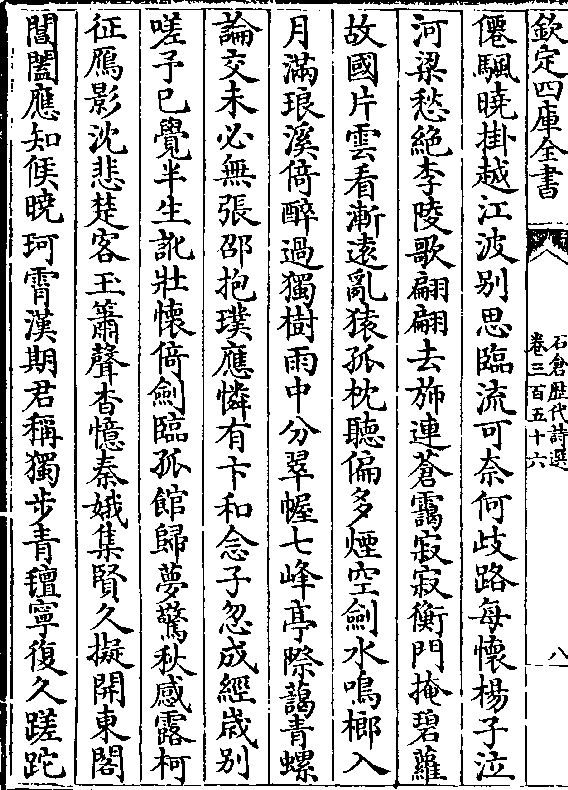 欽定四庫全書
石倉歷代詩選
卷三百五十六
八
僊颿曉掛越江波别思臨流可奈何歧路每懷楊子泣
河梁愁絶李陵歌翩翩去斾連蒼靄寂寂衡門掩碧蘿
故國片雲看漸遠亂猿孤枕聽偏多煙空劍水鳴榔入
月滿琅溪倚醉過獨樹雨中分翠幄七峰亭際藹青螺
論交未必無張邵抱璞應憐有卞和念子忽成經歲别
嗟予已覺半生訛壯懷倚劍臨孤館歸夢驚秋感露柯
征鴈影沈悲楚客玉簫聲杳憶秦娥集賢久擬開東閣
閶闔應知候曉珂霄漢期君稱獨步青氊寧復久蹉跎